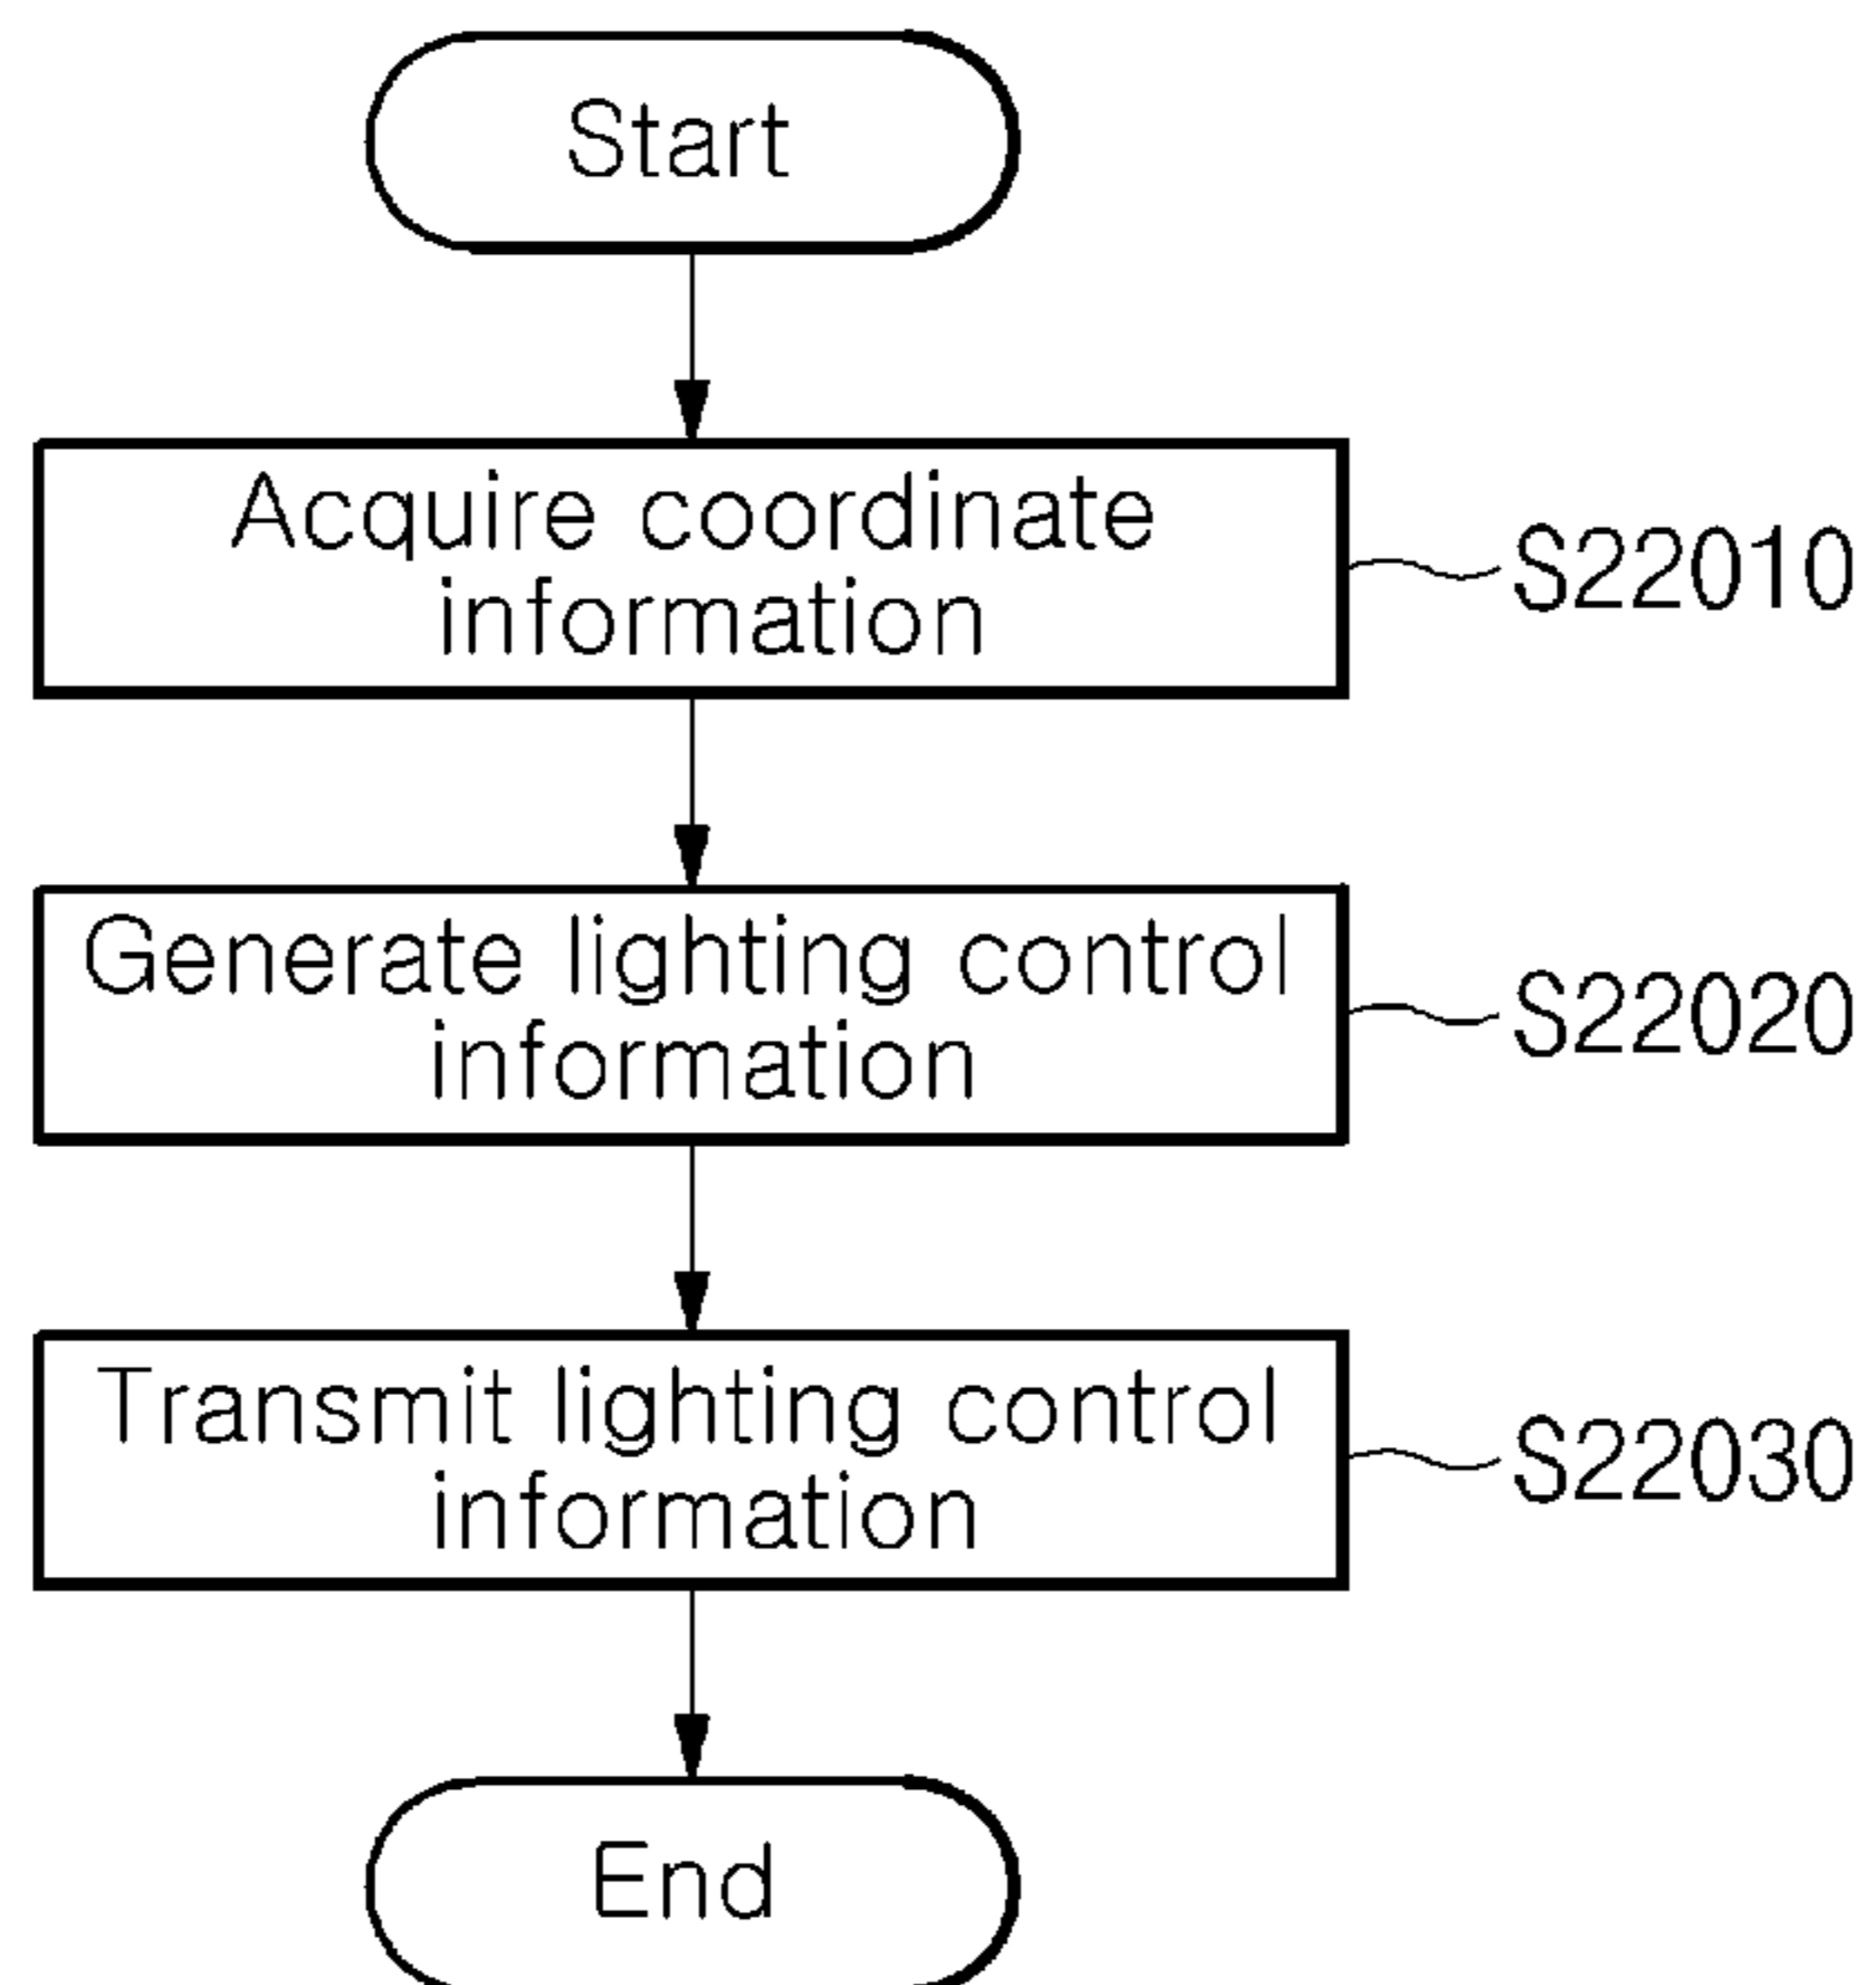 Start
Acquire coordinate
information
S22010
Generate lighting control
information
S22020
Transmit lighting control
information
S22030
End